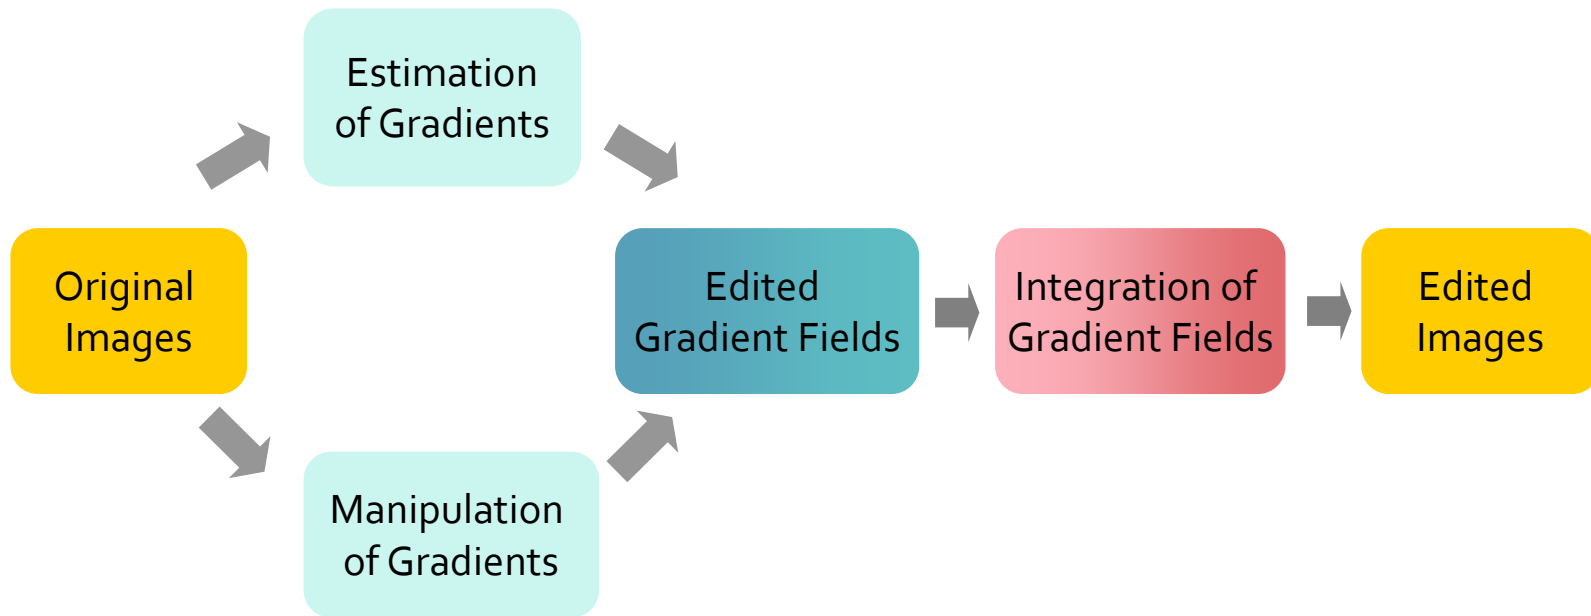 Estimation
of Gradients
Original
Images
Edited
Gradient Fields
Integration of
Gradient Fields
Edited
Images
Manipulation
of Gradients